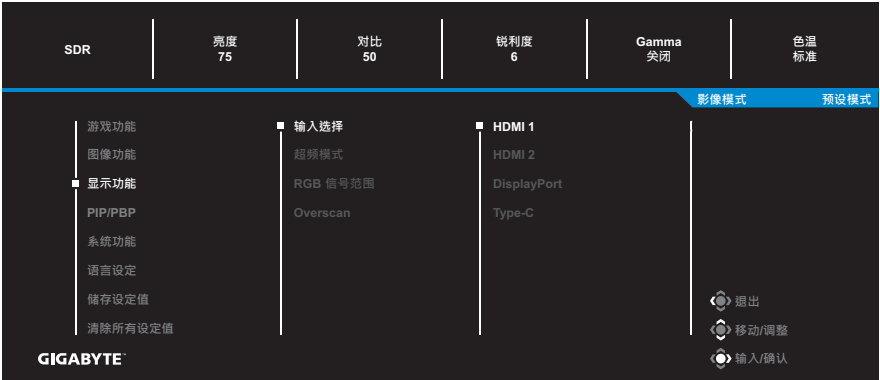 SDR
亮度
75
对比
50
锐利度
6
Gamma
关闭
色温
标准
影像模式
预设模式
游戏功能
图像功能
显示功能
PIP/PBP
系统功能
语言设定
储存设定值
清除所有设定值
输入选择
超频模式
RGB 信号范围
Overscan
HDMI 1
HDMI 2
DisplayPort
Type-C
退出
移动/调整
输入/确认
GIGABYTE™